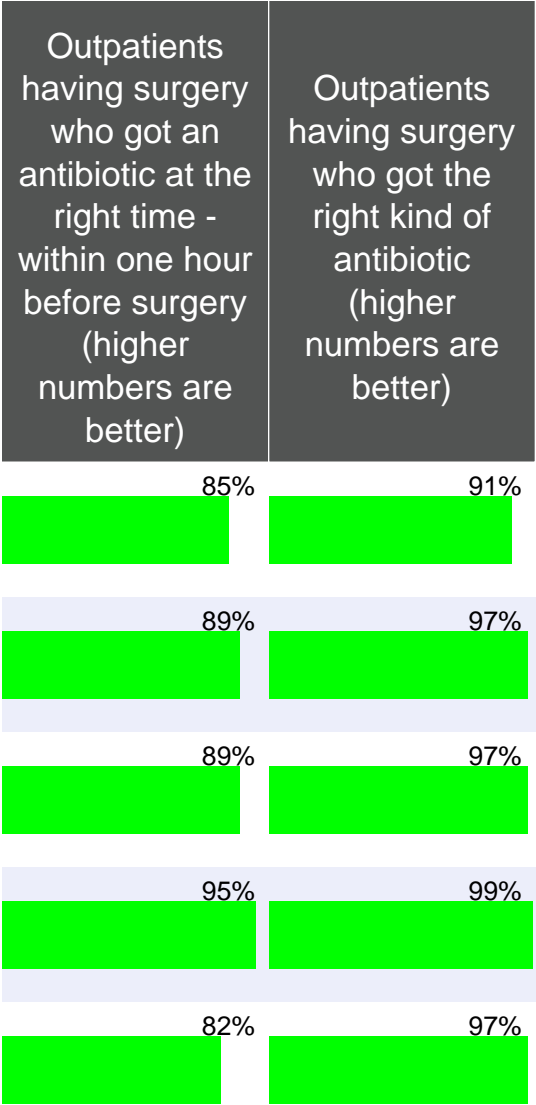 Outpatients
having surgery
who got an
antibiotic at the
right time -
within one hour
before surgery
(higher
numbers are
better)
Outpatients
having surgery
who got the
right kind of
antibiotic
(higher
numbers are
better)
85% 91%
89% 97%
89% 97%
95% 99%
82% 97%